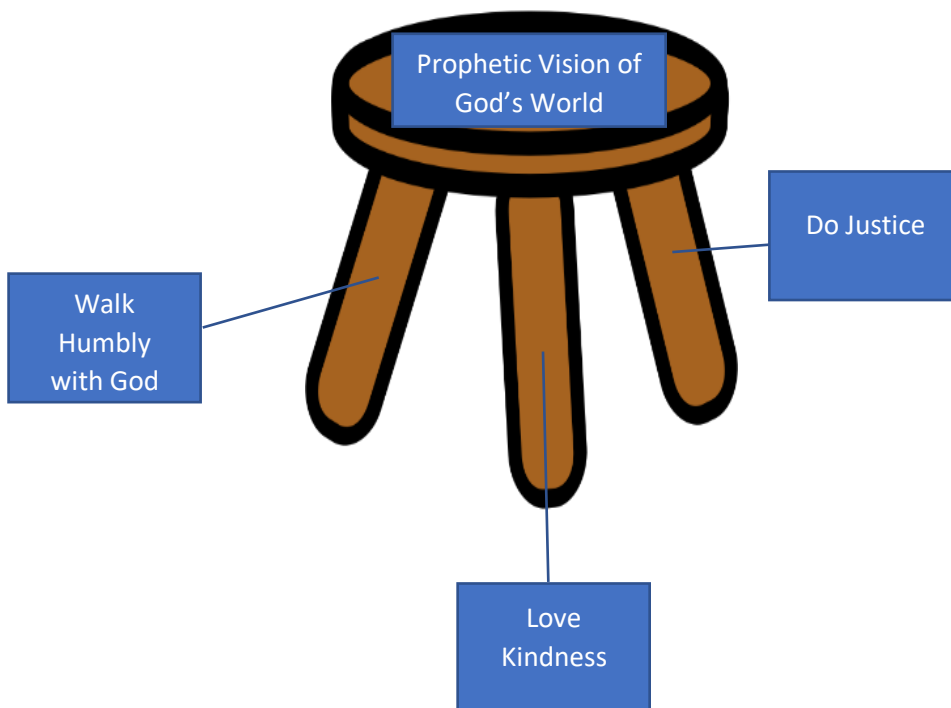 Prophetic Vision of
God’s World
Do Justice
Walk
Humbly
with God
Love
Kindness